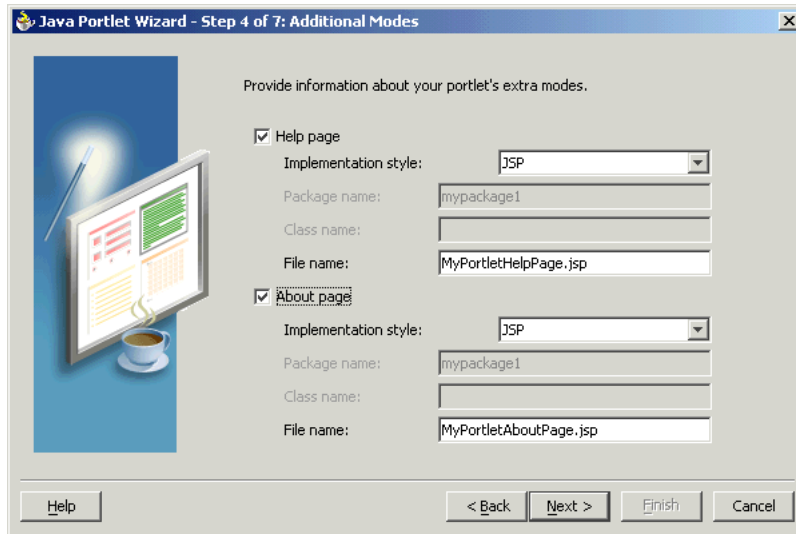 Java Portlet Wizard - Step 4 of 7: Additional Modes
Provide information about your portlet's extra modes.
Help page
Implementation style: JSP
Package name: mypackage1
Class name:
File name: MyPortletHelpPage.jsp
About page
Implementation style: JSP
Package name: mypackage1
Class name:
File name: MyPortletAboutPage.jsp
Help < Back Next > Finish Cancel